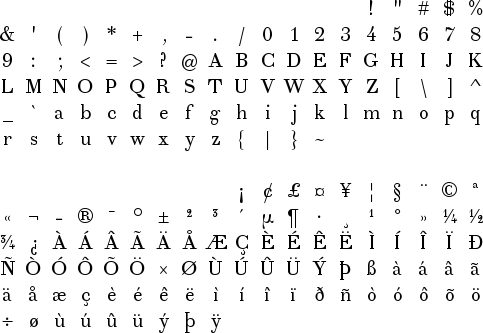 ! " # $ %
& ' ( ) * + , - . / 0 1 2 3 4 5 6 7 8
9 : ; < = > ? @ A B C D E F G H I J K
L M N O P Q R S T U V W X Y Z [ \ ] ^
_ ` a b c d e f g h i j k l m n o p q
r s t u v w x y z { | } ~
¡ ¢ £ ¤ ¥ ¦ § ¨ © ª
« ¬ - ® ¯ ° ± ² ³ ´ µ ¶ · ¸ ¹ º » ¼ ½
¾ ¿ À Á Â Ã Ä Å Æ Ç È É Ê Ë Ì Í Î Ï Ð
Ñ Ò Ó Ô Õ Ö × Ø Ù Ú Û Ü Ý Þ ß à á â ã
ä å æ ç è é ê ë ì í î ï ð ñ ò ó ô õ ö
÷ ø ù ú û ü ý þ ÿ